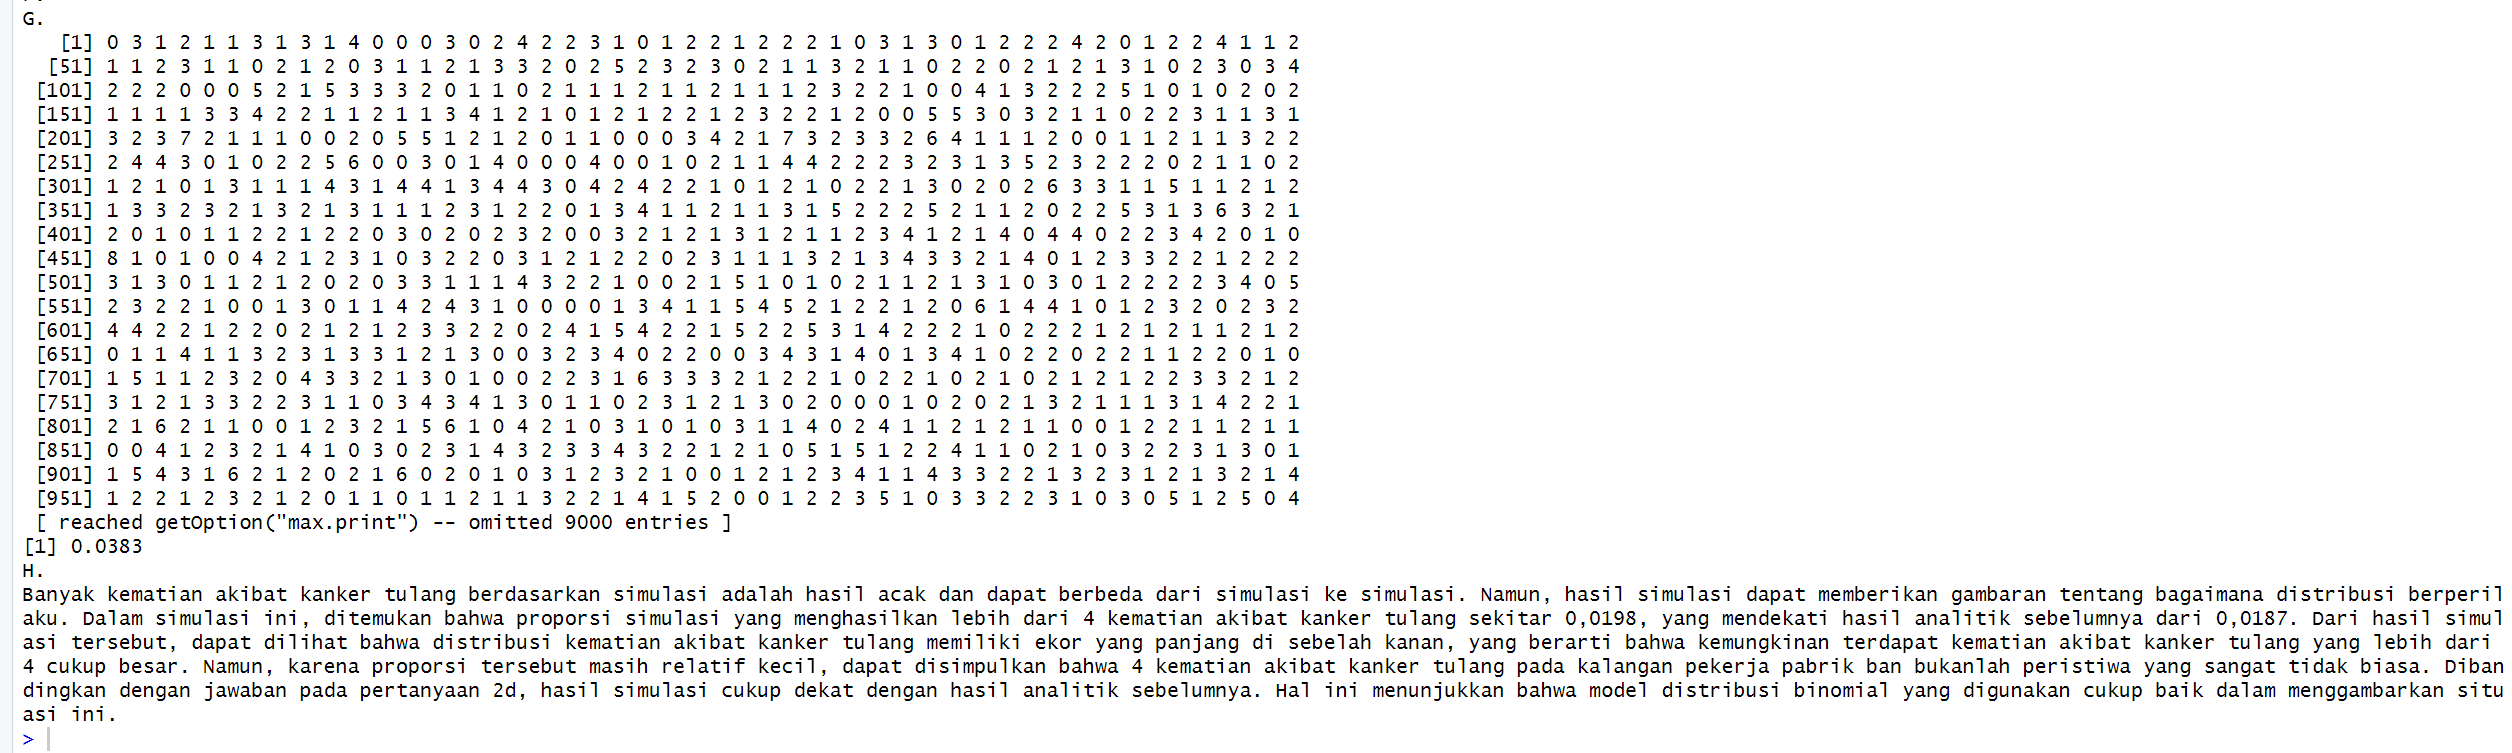 G.
[1] 0 3 1 2 1 1 3 1 3 1 4 0 0 0 3 0 2 4 2 2 3 1 0 1 2 2 1 2 2 2 1 0 3 1 3 0 1 2 2 2 4 2 0 1 2 2 4 1 1 2
[51] 1 1 2 3 1 1 0 2 1 2 0 3 1 1 2 1 3 3 2 0 2 5 2 3 2 3 0 2 1 1 3 2 1 1 0 2 2 0 2 1 2 1 3 1 0 2 3 0 3 4
[101] 2 2 2 0 0 0 5 2 1 5 3 3 3 2 0 1 1 0 2 1 1 1 2 1 1 2 1 1 1 2 3 2 2 1 0 0 4 1 3 2 2 2 5 1 0 1 0 2 0 2
[151] 1 1 1 1 3 3 4 2 2 1 1 2 1 1 3 4 1 2 1 0 1 2 1 2 2 1 2 3 2 2 1 2 0 0 5 5 3 0 3 2 1 1 0 2 2 3 1 1 3 1
[201] 3 2 3 7 2 1 1 1 0 0 2 0 5 5 1 2 1 2 0 1 1 0 0 0 3 4 2 1 7 3 2 3 3 2 6 4 1 1 1 2 0 0 1 1 2 1 1 3 2 2
[251] 2 4 4 3 0 1 0 2 2 5 6 0 0 3 0 1 4 0 0 0 4 0 0 1 0 2 1 1 4 4 2 2 2 3 2 3 1 3 5 2 3 2 2 2 0 2 1 1 0 2
[301] 1 2 1 0 1 3 1 1 1 4 3 1 4 4 1 3 4 4 3 0 4 2 4 2 2 1 0 1 2 1 0 2 2 1 3 0 2 0 2 6 3 3 1 1 5 1 1 2 1 2
[351] 1 3 3 2 3 2 1 3 2 1 3 1 1 1 2 3 1 2 2 0 1 3 4 1 1 2 1 1 3 1 5 2 2 2 5 2 1 1 2 0 2 2 5 3 1 3 6 3 2 1
[401] 2 0 1 0 1 1 2 2 1 2 2 0 3 0 2 0 2 3 2 0 0 3 2 1 2 1 3 1 2 1 1 2 3 4 1 2 1 4 0 4 4 0 2 2 3 4 2 0 1 0
[451] 8 1 0 1 0 0 4 2 1 2 3 1 0 3 2 2 0 3 1 2 1 2 2 0 2 3 1 1 1 3 2 1 3 4 3 3 2 1 4 0 1 2 3 3 2 2 1 2 2 2
[501] 3 1 3 0 1 1 2 1 2 0 2 0 3 3 1 1 1 4 3 2 2 1 0 0 2 1 5 1 0 1 0 2 1 1 2 1 3 1 0 3 0 1 2 2 2 2 3 4 0 5
[551] 2 3 2 2 1 0 0 1 3 0 1 1 4 2 4 3 1 0 0 0 0 1 3 4 1 1 5 4 5 2 1 2 2 1 2 0 6 1 4 4 1 0 1 2 3 2 0 2 3 2
[601] 4 4 2 2 1 2 2 0 2 1 2 1 2 3 3 2 2 0 2 4 1 5 4 2 2 1 5 2 2 5 3 1 4 2 2 2 1 0 2 2 2 1 2 1 2 1 1 2 1 2
[651] 0 1 1 4 1 1 3 2 3 1 3 3 1 2 1 3 0 0 3 2 3 4 0 2 2 0 0 3 4 3 1 4 0 1 3 4 1 0 2 2 0 2 2 1 1 2 2 0 1 0
[701] 1 5 1 1 2 3 2 0 4 3 3 2 1 3 0 1 0 0 2 2 3 1 6 3 3 3 2 1 2 2 1 0 2 2 1 0 2 1 0 2 1 2 1 2 2 3 3 2 1 2
[751] 3 1 2 1 3 3 2 2 3 1 1 0 3 4 3 4 1 3 0 1 1 0 2 3 1 2 1 3 0 2 0 0 0 1 0 2 0 2 1 3 2 1 1 1 3 1 4 2 2 1
[801] 2 1 6 2 1 1 0 0 1 2 3 2 1 5 6 1 0 4 2 1 0 3 1 0 1 0 3 1 1 4 0 2 4 1 1 2 1 2 1 1 0 0 1 2 2 1 1 2 1 1
[851] 0 0 4 1 2 3 2 1 4 1 0 3 0 2 3 1 4 3 2 3 3 4 3 2 2 1 2 1 0 5 1 5 1 2 2 4 1 1 0 2 1 0 3 2 2 3 1 3 0 1
[901] 1 5 4 3 1 6 2 1 2 0 2 1 6 0 2 0 1 0 3 1 2 3 2 1 0 0 1 2 1 2 3 4 1 1 4 3 3 2 2 1 3 2 3 1 2 1 3 2 1 4
[951] 1 2 2 1 2 3 2 1 2 0 1 1 0 1 1 2 1 1 3 2 2 1 4 1 5 2 0 0 1 2 2 3 5 1 0 3 3 2 2 3 1 0 3 0 5 1 2 5 0 4
[ reached getOption("max.print") -- omitted 9000 entries ]
[1] 0.0383
H.
Banyak kematian akibat kanker tulang berdasarkan simulasi adalah hasil acak dan dapat berbeda dari simulasi ke simulasi. Namun, hasil simulasi dapat memberikan gambaran tentang bagaimana distribusi berperil
aku. Dalam simulasi ini, ditemukan bahwa proporsi simulasi yang menghasilkan lebih dari 4 kematian akibat kanker tulang sekitar 0,0198, yang mendekati hasil analitik sebelumnya dari 0,0187. Dari hasil simul
asi tersebut, dapat dilihat bahwa distribusi kematian akibat kanker tulang memiliki ekor yang panjang di sebelah kanan, yang berarti bahwa kemungkinan terdapat kematian akibat kanker tulang yang lebih dari
4 cukup besar. Namun, karena proporsi tersebut masih relatif kecil, dapat disimpulkan bahwa 4 kematian akibat kanker tulang pada kalangan pekerja pabrik ban bukanlah peristiwa yang sangat tidak biasa. Diban
dingkan dengan jawaban pada pertanyaan 2d, hasil simulasi cukup dekat dengan hasil analitik sebelumnya. Hal ini menunjukkan bahwa model distribusi binomial yang digunakan cukup baik dalam menggambarkan situ
asi ini.
>